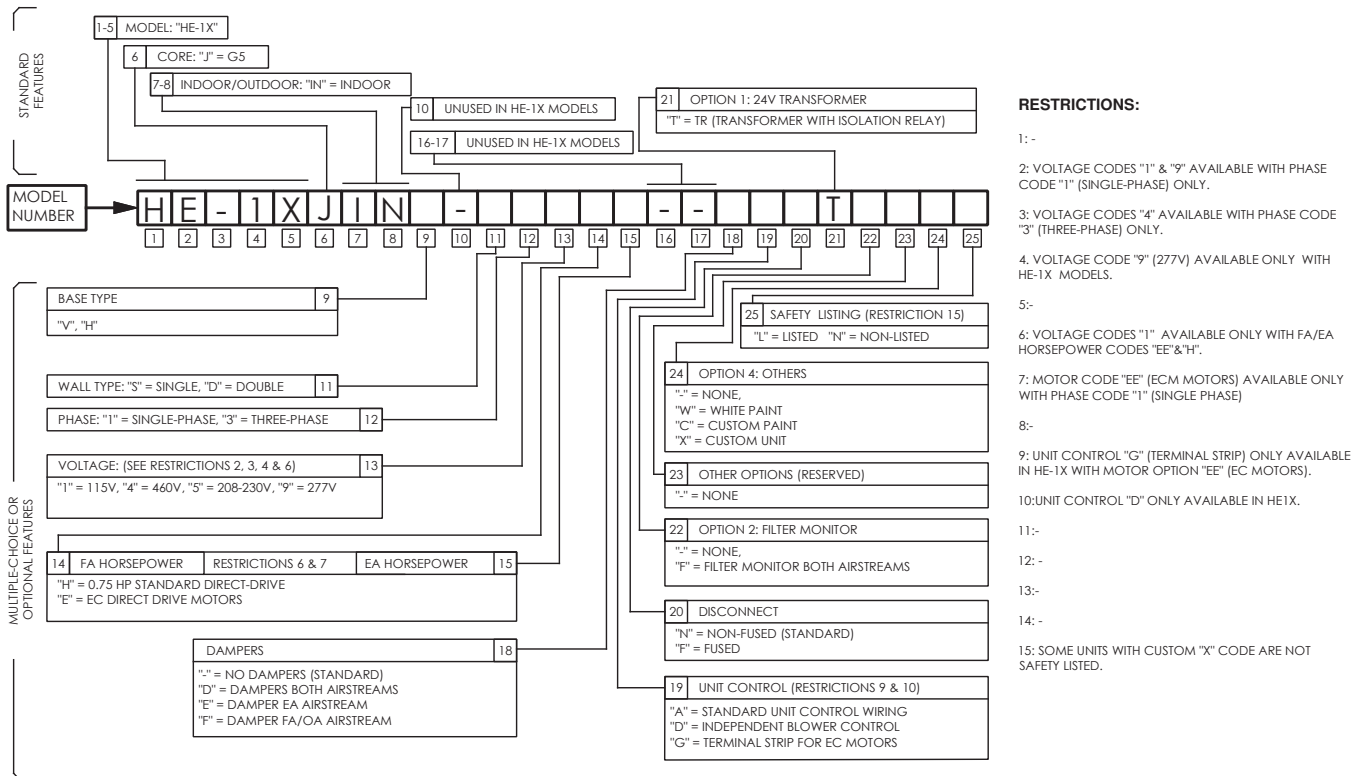 STANDARD
FEATURES
1-5 MODEL: "HE-1X"
6 CORE: "J" = G5
7-8 INDOOR/OUTDOOR: "IN" = INDOOR
10 UNUSED IN HE-1X MODELS
16-17 UNUSED IN HE-1X MODELS
21 OPTION 1: 24V TRANSFORMER
"T" = TR (TRANSFORMER WITH ISOLATION RELAY)
MODEL
NUMBER
H E - 1 X J I N - - - T
1 2 3 4 5 6 7 8 9 10 11 12 13 14 15 16 17 18 19 20 21 22 23 24 25
MULTIPLE-CHOICE OR
OPTIONAL FEATURES
BASE TYPE 9
"V", "H"
WALL TYPE: "S" = SINGLE, "D" = DOUBLE 11
PHASE: "1" = SINGLE-PHASE, "3" = THREE-PHASE 12
VOLTAGE: (SEE RESTRICTIONS 2, 3, 4 & 6) 13
"1" = 115V, "4" = 460V, "5" = 208-230V, "9" = 277V
14 FA HORSEPOWER RESTRICTIONS 6 & 7 EA HORSEPOWER 15
"H" = 0.75 HP STANDARD DIRECT-DRIVE
"E" = EC DIRECT DRIVE MOTORS
DAMPERS 18
"-" = NO DAMPERS (STANDARD)
"D" = DAMPERS BOTH AIRSTREAMS
"E" = DAMPER EA AIRSTREAM
"F" = DAMPER FA/OA AIRSTREAM
25 SAFETY LISTING (RESTRICTION 15)
"L" = LISTED "N" = NON-LISTED
24 OPTION 4: OTHERS
"-" = NONE,
"W" = WHITE PAINT
"C" = CUSTOM PAINT
"X" = CUSTOM UNIT
23 OTHER OPTIONS (RESERVED)
"-" = NONE
22 OPTION 2: FILTER MONITOR
"-" = NONE,
"F" = FILTER MONITOR BOTH AIRSTREAMS
20 DISCONNECT
"N" = NON-FUSED (STANDARD)
"F" = FUSED
19 UNIT CONTROL (RESTRICTIONS 9 & 10)
"A" = STANDARD UNIT CONTROL WIRING
"D" = INDEPENDENT BLOWER CONTROL
"G" = TERMINAL STRIP FOR EC MOTORS
RESTRICTIONS:
1: -
2: VOLTAGE CODES "1" & "9" AVAILABLE WITH PHASE
CODE "1" (SINGLE-PHASE) ONLY.
3: VOLTAGE CODES "4" AVAILABLE WITH PHASE CODE
"3" (THREE-PHASE) ONLY.
4. VOLTAGE CODE "9" (277V) AVAILABLE ONLY WITH
HE-1X MODELS.
5:-
6: VOLTAGE CODES "1" AVAILABLE ONLY WITH FA/EA
HORSEPOWER CODES "EE"&"H".
7: MOTOR CODE "EE" (ECM MOTORS) AVAILABLE ONLY
WITH PHASE CODE "1" (SINGLE PHASE)
8:-
9: UNIT CONTROL "G" (TERMINAL STRIP) ONLY AVAILABLE
IN HE-1X WITH MOTOR OPTION "EE" (EC MOTORS).
10:UNIT CONTROL "D" ONLY AVAILABLE IN HE1X.
11:-
12: -
13:-
14: -
15: SOME UNITS WITH CUSTOM "X" CODE ARE NOT
SAFETY LISTED.